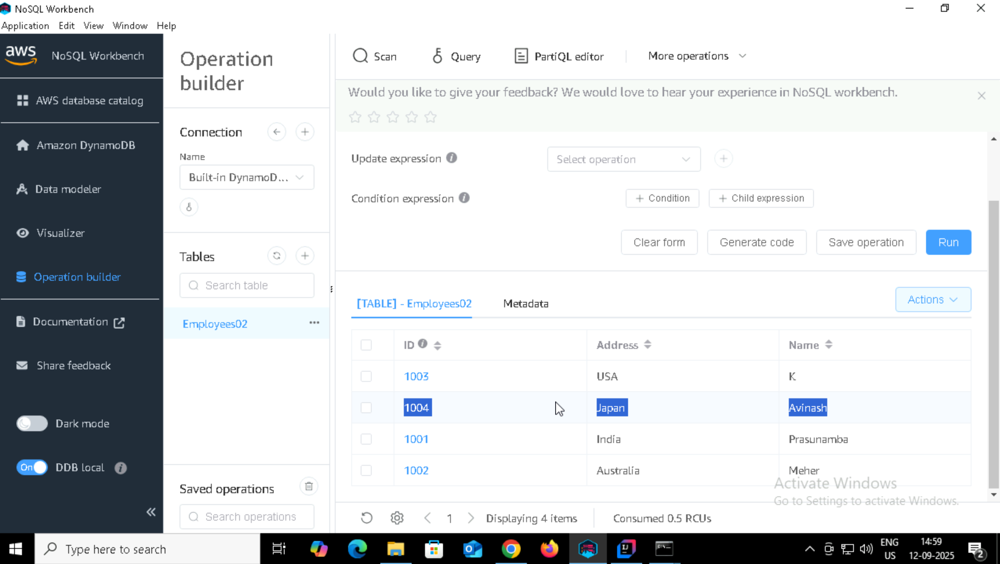 NoSQL Workbench
Application Edit View Window Help
aws NoSQL Workbench
AWS database catalog
Amazon DynamoDB
Data modeler
Visualizer
Operation builder
Documentation
Share feedback
Dark mode
On DDB local
Operation
builder
Connection
Name
Built-in DynamoD...
Tables
Search table
Employees02
Saved operations
Search operations
Scan Query PartiQL editor More operations
Would you like to give your feedback? We would love to hear your experience in NoSQL workbench.
Update expression Select operation
Condition expression + Condition + Child expression
Clear form Generate code Save operation Run
[TABLE] - Employees02 Metadata Actions
ID Address Name
1003 USA K
1004 Japan Avinash
1001 India Prasunamba
1002 Australia Meher
Activate Windows
Go to Settings to activate Windows.
1 Displaying 4 items Consumed 0.5 RCUs
Type here to search
ENG
US
14:59
12-09-2025
2